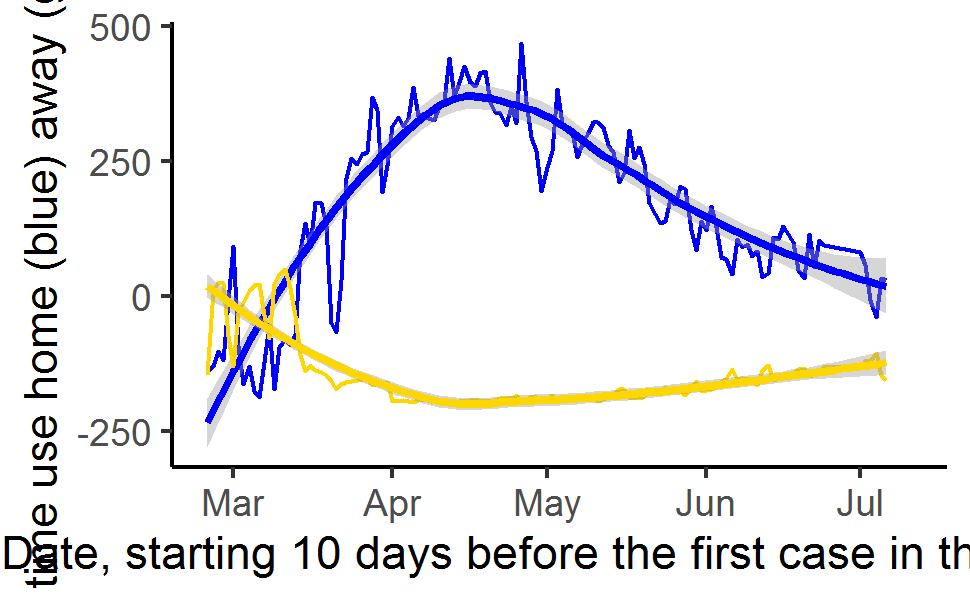 time use home (blue) away (
500
250
0
-250
Mar Apr May Jun Jul
Date, starting 10 days before the first case in th